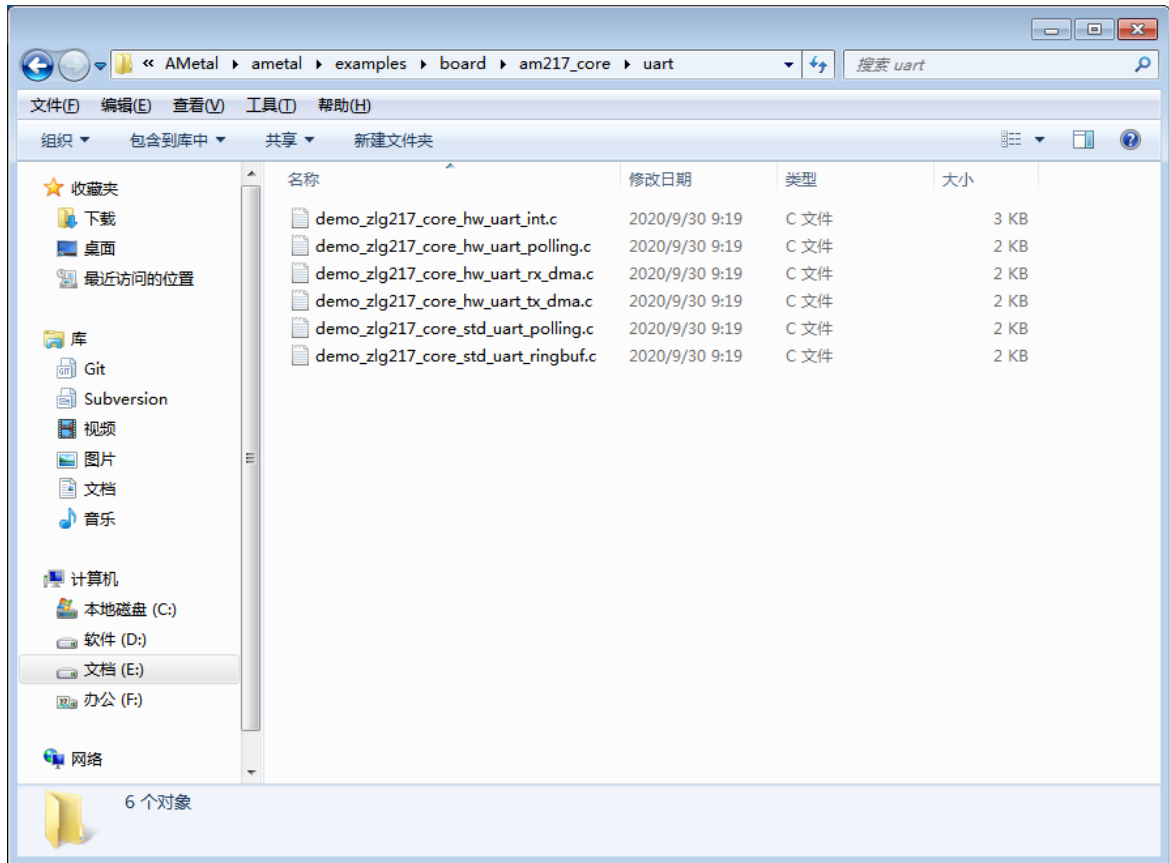 « AMetal ▸ ametal ▸ examples ▸ board ▸ am217_core ▸ uart
搜索 uart
文件(F) 编辑(E) 查看(V) 工具(T) 帮助(H)
组织 包含到库中 共享 新建文件夹
收藏夹
下载
桌面
最近访问的位置
库
Git
Subversion
视频
图片
文档
音乐
计算机
本地磁盘 (C:)
软件 (D:)
文档 (E:)
办公 (F:)
网络
名称 修改日期 类型 大小
demo_zlg217_core_hw_uart_int.c 2020/9/30 9:19 C 文件 3 KB
demo_zlg217_core_hw_uart_polling.c 2020/9/30 9:19 C 文件 2 KB
demo_zlg217_core_hw_uart_rx_dma.c 2020/9/30 9:19 C 文件 2 KB
demo_zlg217_core_hw_uart_tx_dma.c 2020/9/30 9:19 C 文件 2 KB
demo_zlg217_core_std_uart_polling.c 2020/9/30 9:19 C 文件 2 KB
demo_zlg217_core_std_uart_ringbuf.c 2020/9/30 9:19 C 文件 2 KB
6 个对象